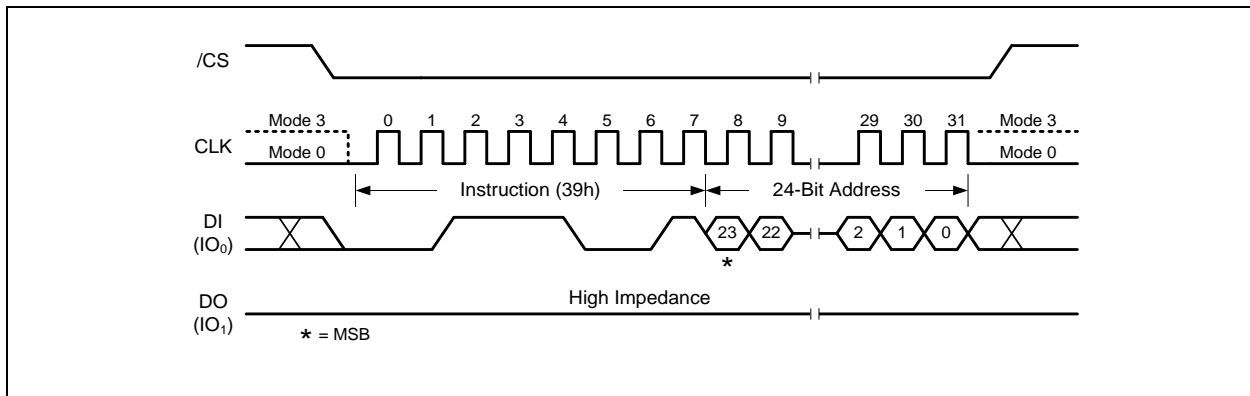 /CS
Mode 3 0 1 2 3 4 5 6 7 8 9 29 30 31 Mode 3
CLK Mode 0 Mode 0
Instruction (39h) 24-Bit Address
DI
(IO₀) 23 22 2 1 0
*
DO High Impedance
(IO₁)
* = MSB